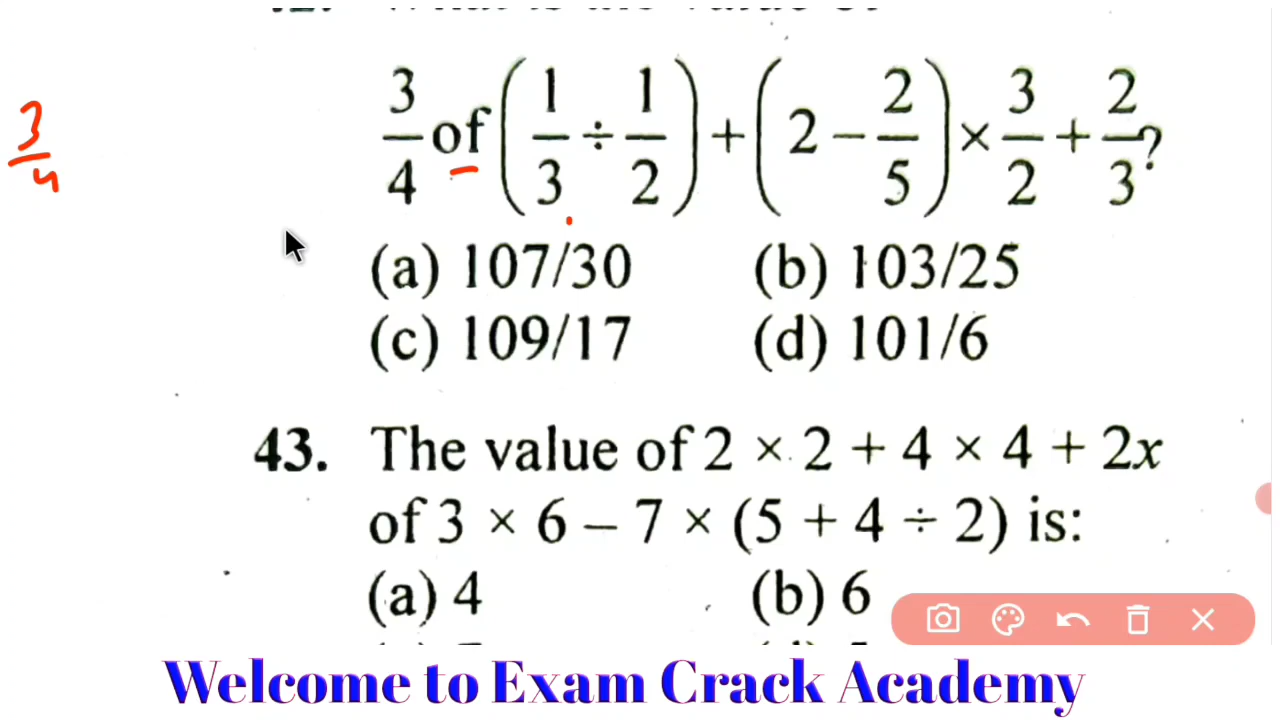 3/4
3/4 of (1/3 ÷ 1/2) + (2 − 2/5) × 3/2 + 2/3?
(a) 107/30 (b) 103/25
(c) 109/17 (d) 101/6
43. The value of 2 × 2 + 4 × 4 + 2x
of 3 × 6 – 7 × (5 + 4 ÷ 2) is:
(a) 4 (b) 6
Welcome to Exam Crack Academy